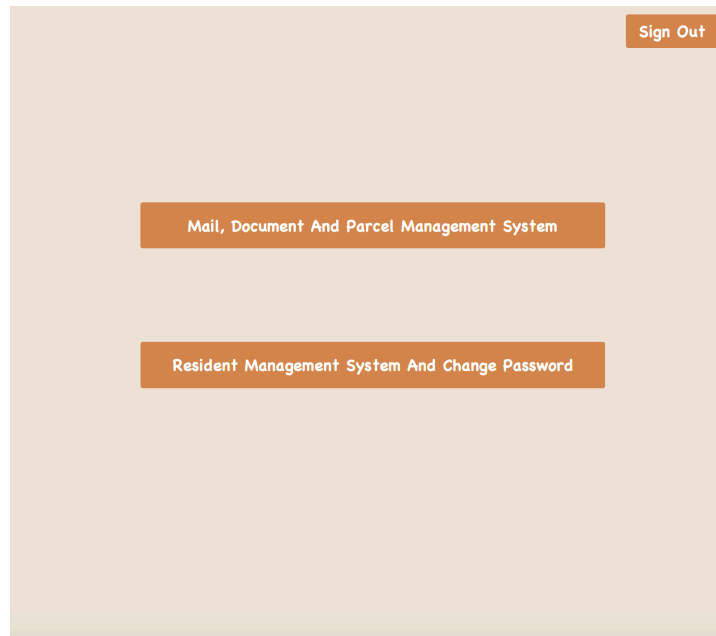 Sign Out
Mail, Document And Parcel Management System
Resident Management System And Change Password